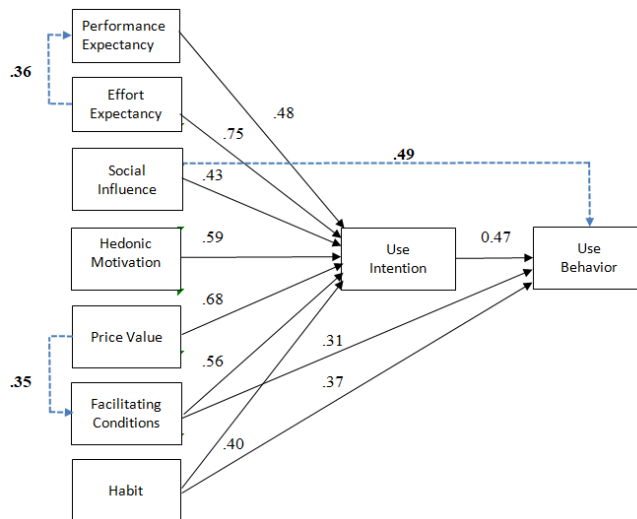 Performance
Expectancy
.36
Effort
Expectancy
.48
.75
Social
Influence
.43
.49
Hedonic
Motivation
.59
Use
Intention
0.47
Use
Behavior
.68
Price Value
.31
.35
.56
.37
Facilitating
Conditions
.40
Habit